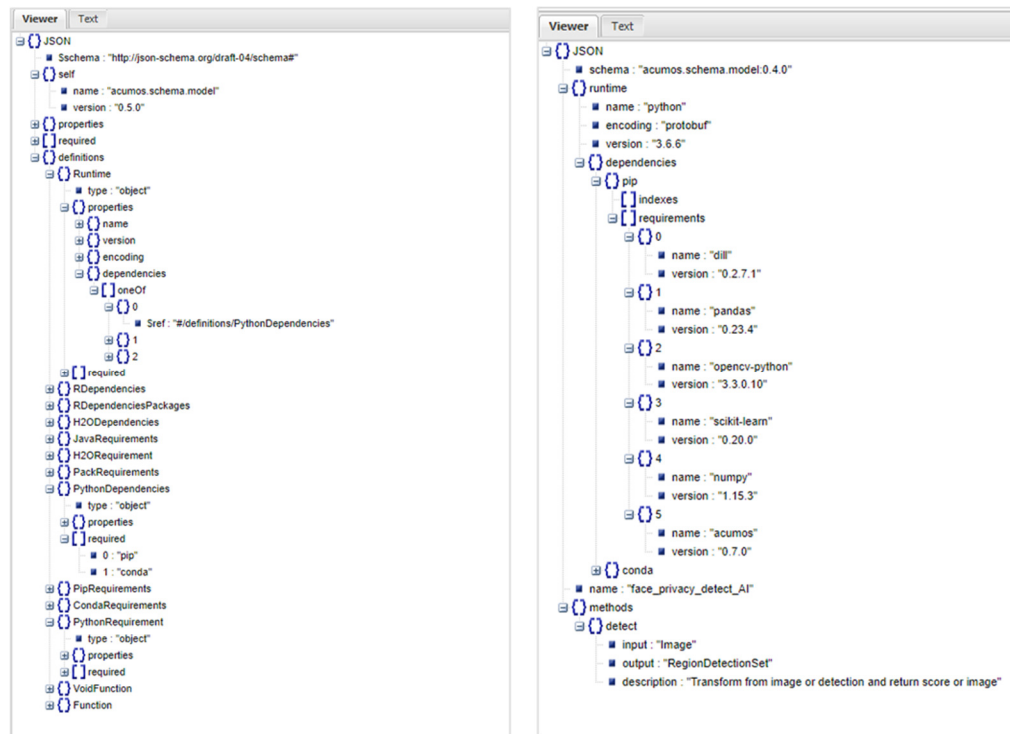 Viewer Text
{} JSON
$schema : "http://json-schema.org/draft-04/schema#"
{} self
name : "acumos.schema.model"
version : "0.5.0"
{} properties
[] required
{} definitions
{} Runtime
type : "object"
{} properties
{} name
{} version
{} encoding
{} dependencies
[] oneOf
{} 0
$ref : "#/definitions/PythonDependencies"
{} 1
{} 2
[] required
{} RDependencies
{} RDependenciesPackages
{} H2ODependencies
{} JavaRequirements
{} H2ORequirement
{} PackRequirements
{} PythonDependencies
type : "object"
{} properties
[] required
0 : "pip"
1 : "conda"
{} PipRequirements
{} CondaRequirements
{} PythonRequirement
type : "object"
{} properties
[] required
{} VoidFunction
{} Function
Viewer Text
{} JSON
schema : "acumos.schema.model:0.4.0"
{} runtime
name : "python"
encoding : "protobuf"
version : "3.6.6"
{} dependencies
{} pip
[] indexes
[] requirements
{} 0
name : "dill"
version : "0.2.7.1"
{} 1
name : "pandas"
version : "0.23.4"
{} 2
name : "opencv-python"
version : "3.3.0.10"
{} 3
name : "scikit-learn"
version : "0.20.0"
{} 4
name : "numpy"
version : "1.15.3"
{} 5
name : "acumos"
version : "0.7.0"
{} conda
name : "face_privacy_detect_AI"
{} methods
{} detect
input : "Image"
output : "RegionDetectionSet"
description : "Transform from image or detection and return score or image"